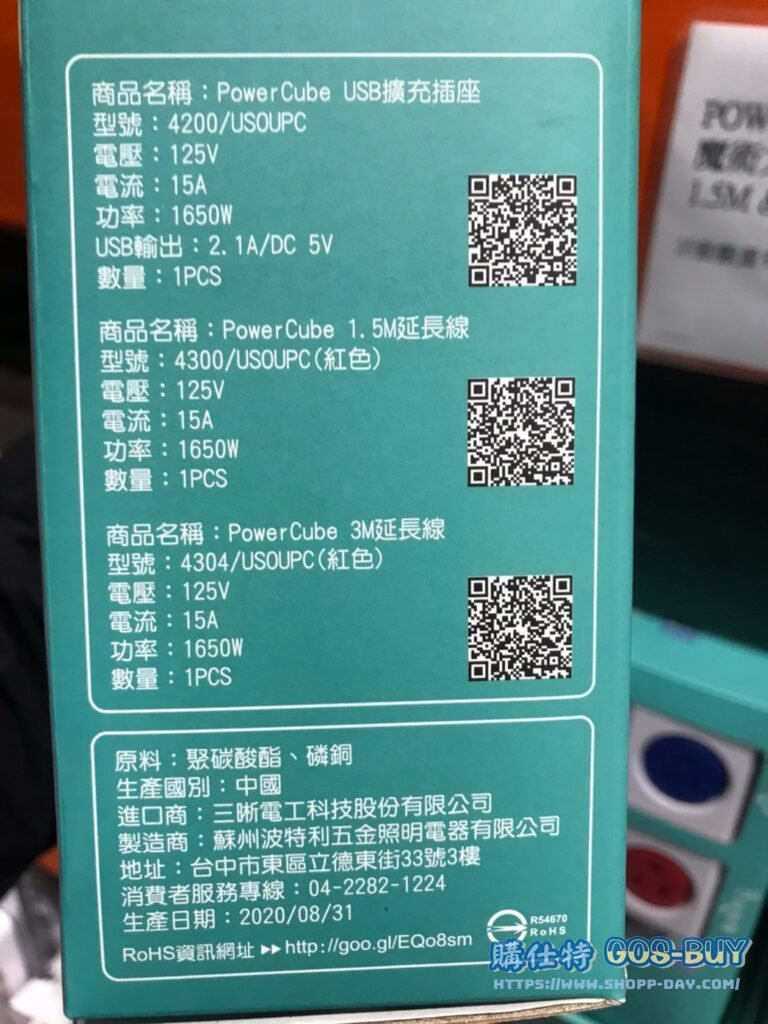 商品名稱：PowerCube USB擴充插座
型號：4200/USOUPC
電壓：125V
電流：15A
功率：1650W
USB輸出：2.1A/DC 5V
數量：1PCS
商品名稱：PowerCube 1.5M延長線
型號：4300/USOUPC(紅色)
電壓：125V
電流：15A
功率：1650W
數量：1PCS
商品名稱：PowerCube 3M延長線
型號：4304/USOUPC(紅色)
電壓：125V
電流：15A
功率：1650W
數量：1PCS
原料：聚碳酸酯、磷銅
生產國別：中國
進口商：三晰電工科技股份有限公司
製造商：蘇州波特利五金照明電器有限公司
地址：台中市東區立德東街33號3樓
消費者服務專線：04-2282-1224
生產日期：2020/08/31
R54670
RoHS
RoHS資訊網址 ▸▸http://goo.gl/EQo8sm
購仕特 GOS-BUY
HTTPS://WWW.SHOPP-DAY.COM/
POW
魔術
1.5M &